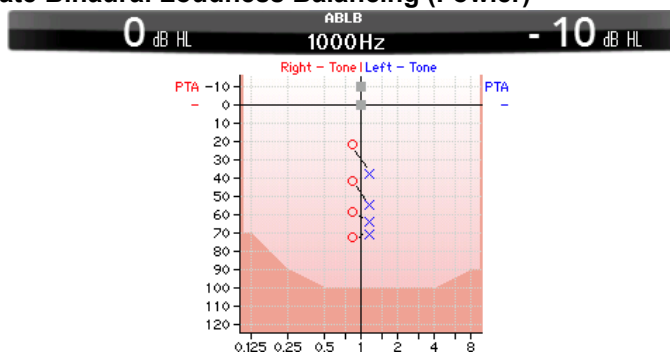 ate Binaural Loudness Balancing (Fowler)
ABLB
0 dB HL 1000Hz - 10 dB HL
Right - Tone Left - Tone
PTA -10 PTA
- 0 -
10
20
30
40
50
60
70
80
90
100
110
120
0.125 0.25 0.5 1 2 4 8